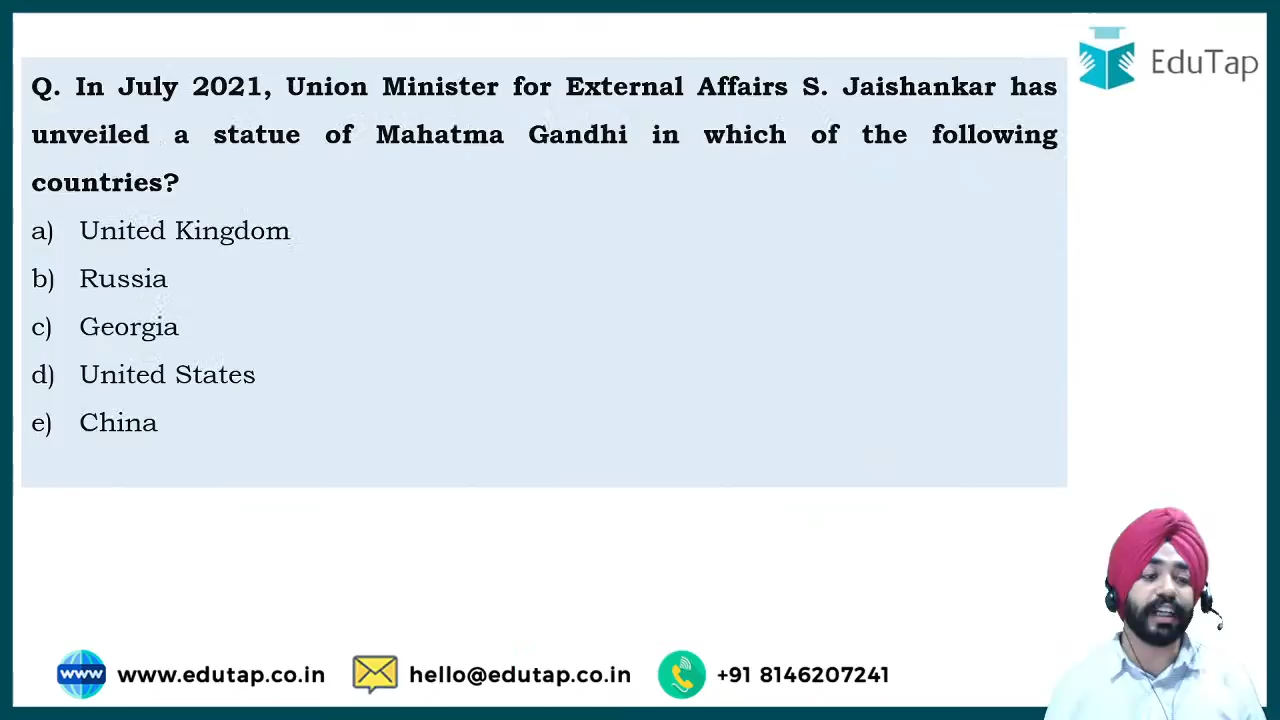 EduTap
Q. In July 2021, Union Minister for External Affairs S. Jaishankar has
unveiled a statue of Mahatma Gandhi in which of the following
countries?
a) United Kingdom
b) Russia
c) Georgia
d) United States
e) China
www www.edutap.co.in hello@edutap.co.in +91 8146207241